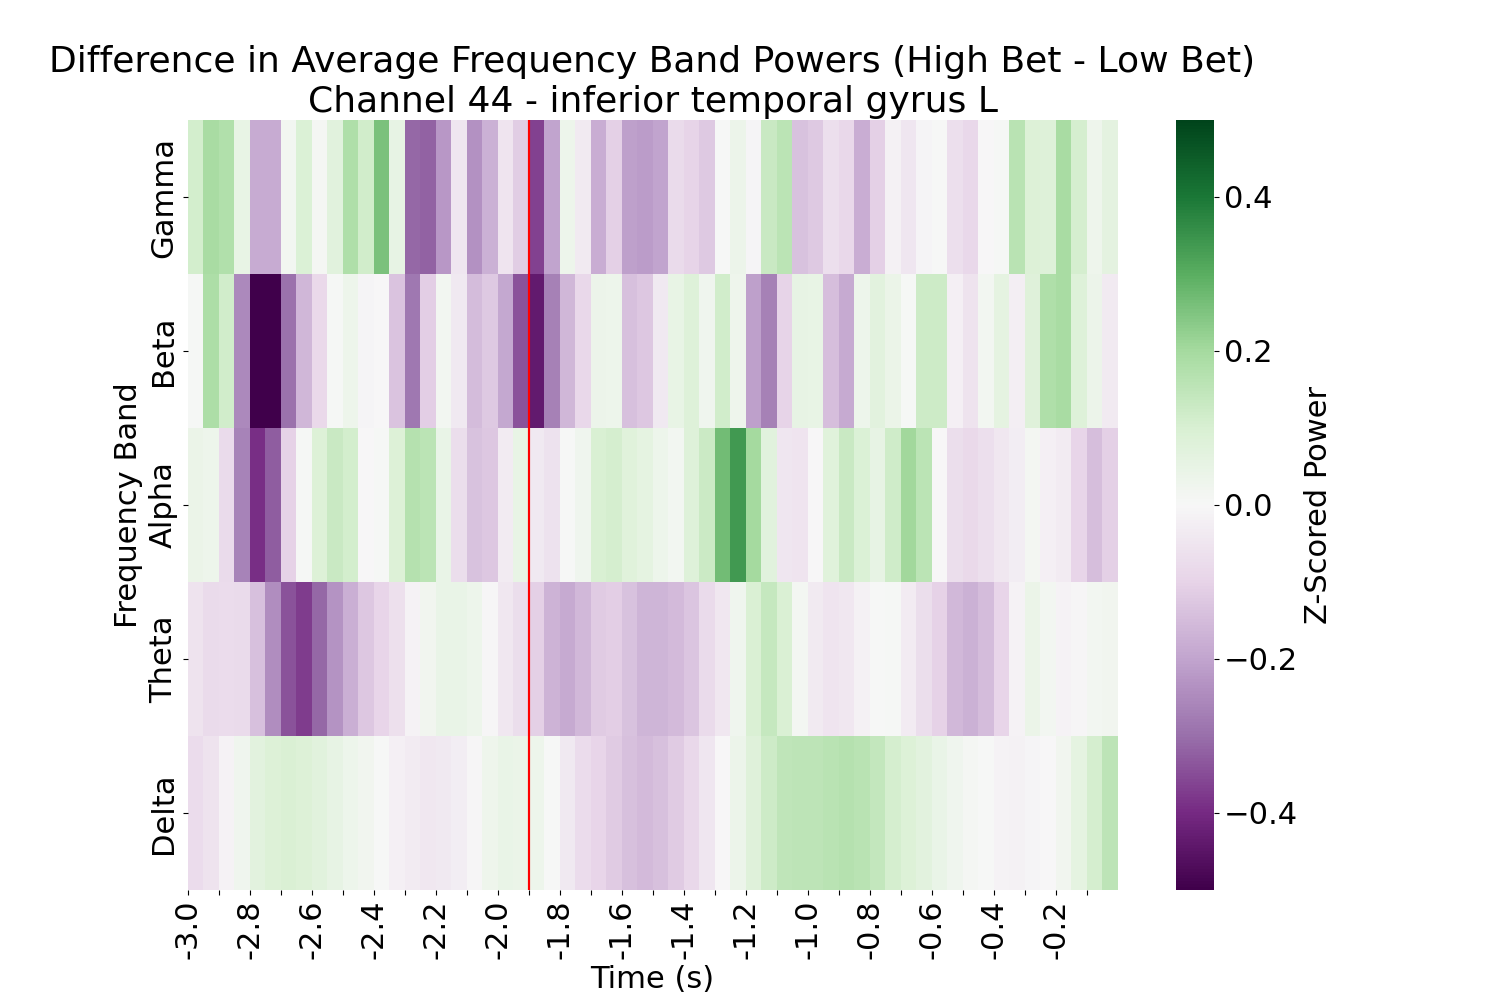 Difference in Average Frequency Band Powers (High Bet - Low Bet)
Channel 44 - inferior temporal gyrus L
Frequency Band
Gamma
Beta
Alpha
Theta
Delta
-3.0 -2.8 -2.6 -2.4 -2.2 -2.0 -1.8 -1.6 -1.4 -1.2 -1.0 -0.8 -0.6 -0.4 -0.2
Time (s)
0.4
0.2
0.0
−0.2
−0.4
Z-Scored Power